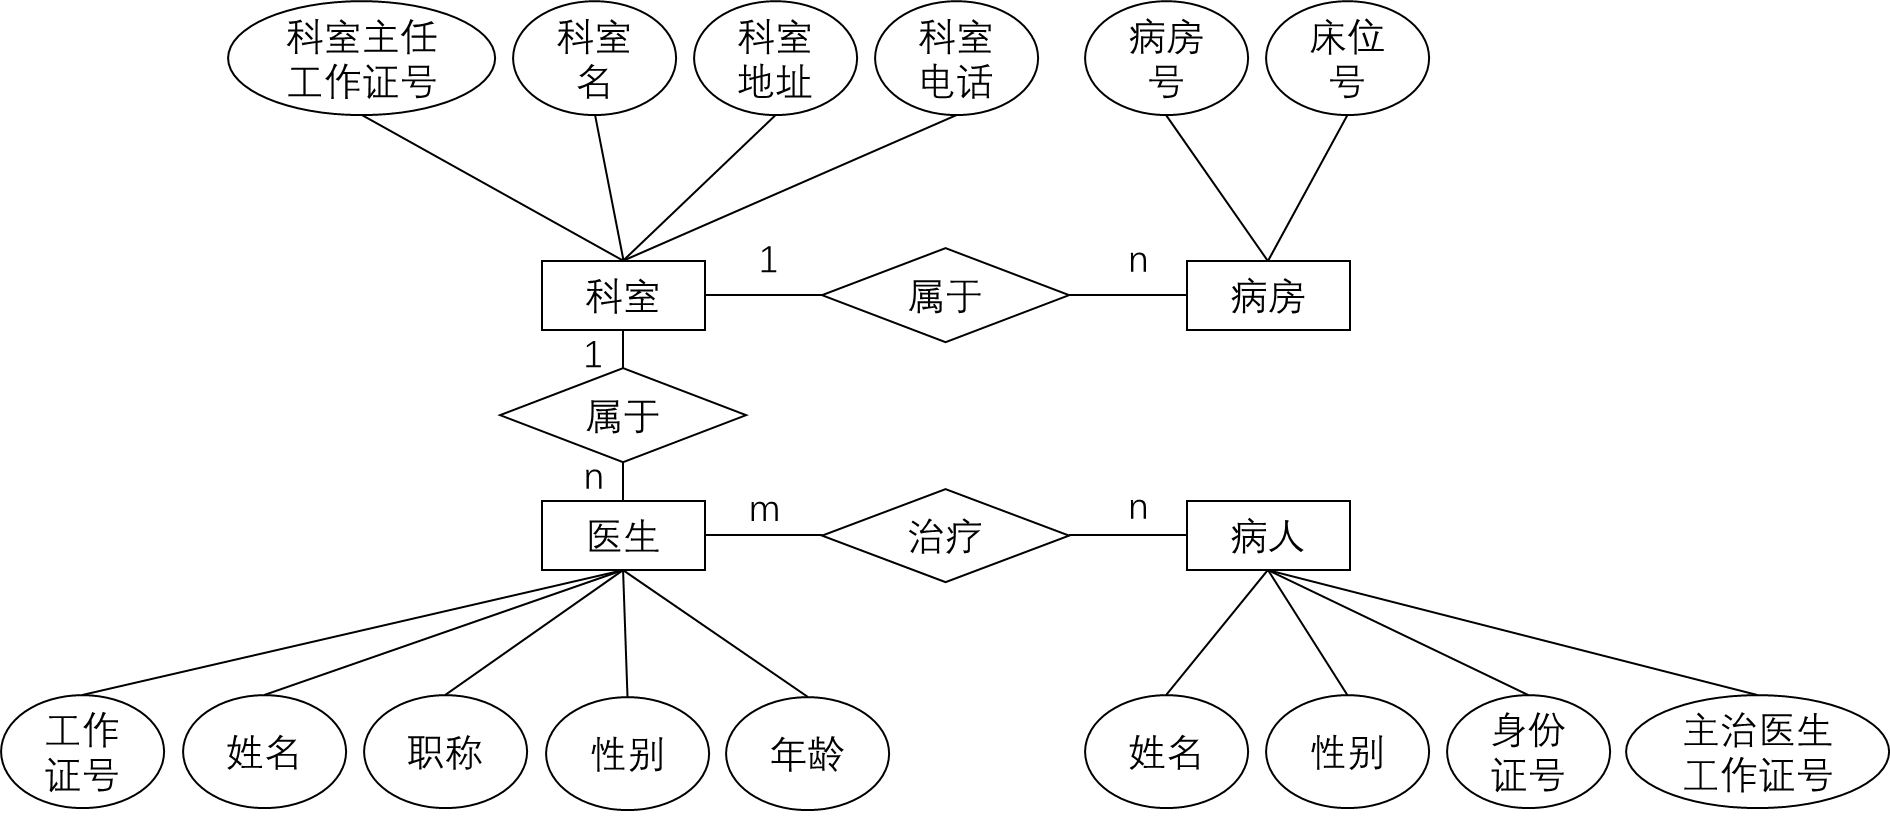 科室主任
工作证号
科室
名
科室
地址
科室
电话
病房
号
床位
号
科室
1
属于
n
病房
1
属于
n
医生
m
治疗
n
病人
工作
证号
姓名
职称
性别
年龄
姓名
性别
身份
证号
主治医生
工作证号